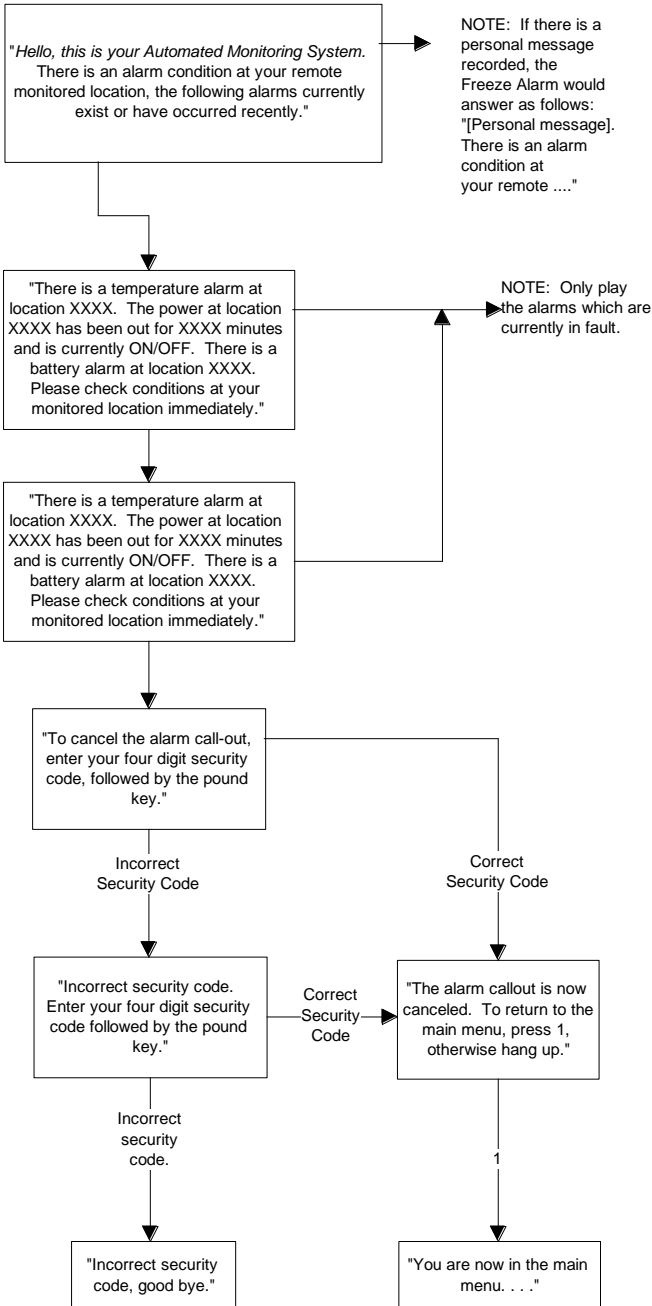 "Hello, this is your Automated Monitoring System.
There is an alarm condition at your remote
monitored location, the following alarms currently
exist or have occurred recently."
NOTE: If there is a
personal message
recorded, the
Freeze Alarm would
answer as follows:
"[Personal message].
There is an alarm
condition at
your remote ...."
"There is a temperature alarm at
location XXXX. The power at location
XXXX has been out for XXXX minutes
and is currently ON/OFF. There is a
battery alarm at location XXXX.
Please check conditions at your
monitored location immediately."
NOTE: Only play
the alarms which are
currently in fault.
"There is a temperature alarm at
location XXXX. The power at location
XXXX has been out for XXXX minutes
and is currently ON/OFF. There is a
battery alarm at location XXXX.
Please check conditions at your
monitored location immediately."
"To cancel the alarm call-out,
enter your four digit security
code, followed by the pound
key."
Incorrect
Security Code
Correct
Security Code
"Incorrect security code.
Enter your four digit security
code followed by the pound
key."
Correct
Security
Code
"The alarm callout is now
canceled. To return to the
main menu, press 1,
otherwise hang up."
Incorrect
security
code.
1
"Incorrect security
code, good bye."
"You are now in the main
menu. . . ."